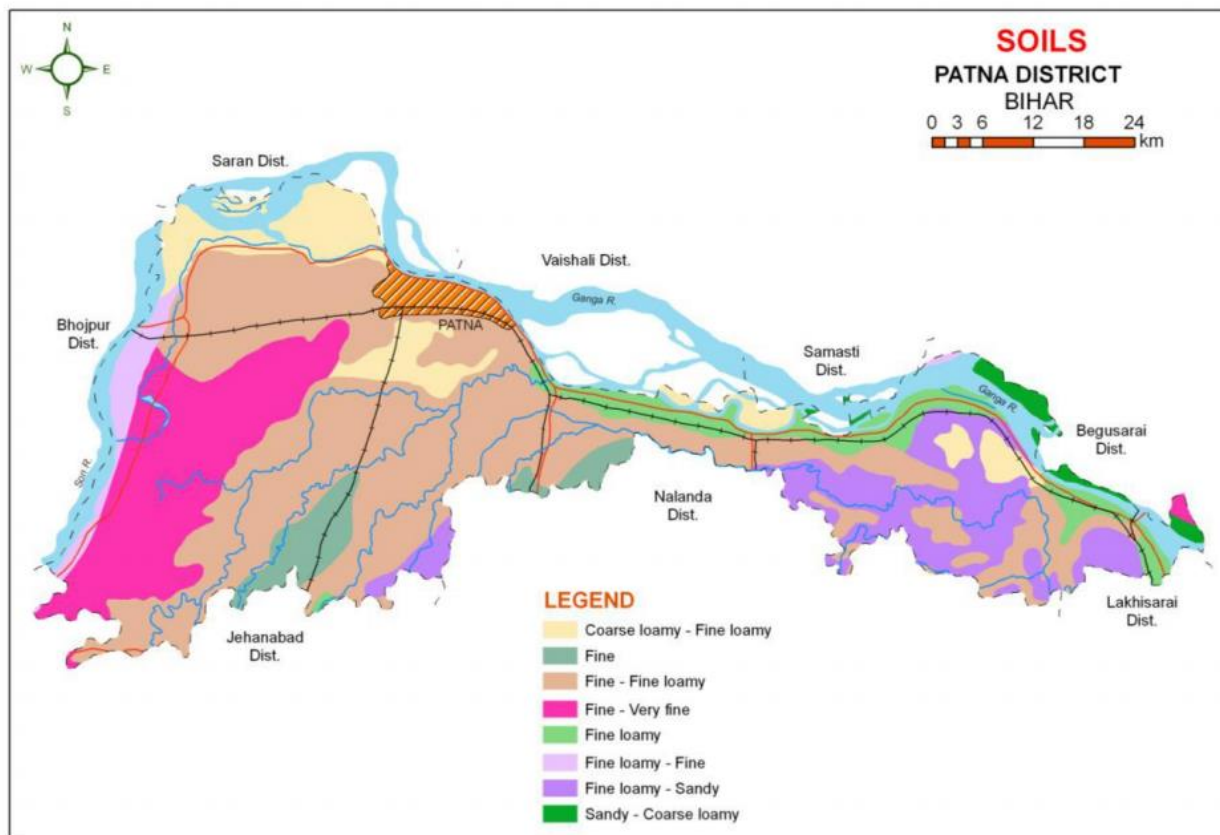 N
W E
S
SOILS
PATNA DISTRICT
BIHAR
0 3 6 12 18 24
km
Saran Dist.
Vaishali Dist.
Ganga R.
Bhojpur
Dist.
PATNA
Samasti
Dist.
Ganga R.
Begusarai
Dist.
Son R.
Nalanda
Dist.
Jehanabad
Dist.
Lakhisarai
Dist.
LEGEND
Coarse loamy - Fine loamy
Fine
Fine - Fine loamy
Fine - Very fine
Fine loamy
Fine loamy - Fine
Fine loamy - Sandy
Sandy - Coarse loamy